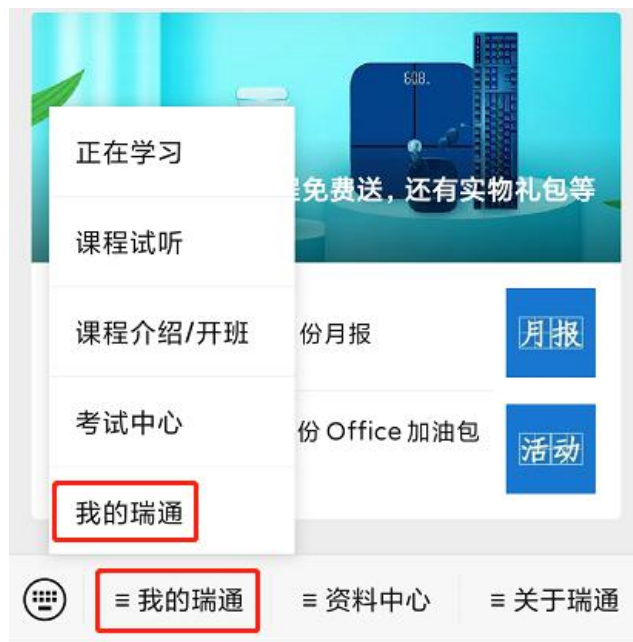 608.
正在学习
程免费送，还有实物礼包等
课程试听
课程介绍/开班
份月报
月报
考试中心
份 Office 加油包
活动
我的瑞通
≡ 我的瑞通
≡ 资料中心
≡ 关于瑞通